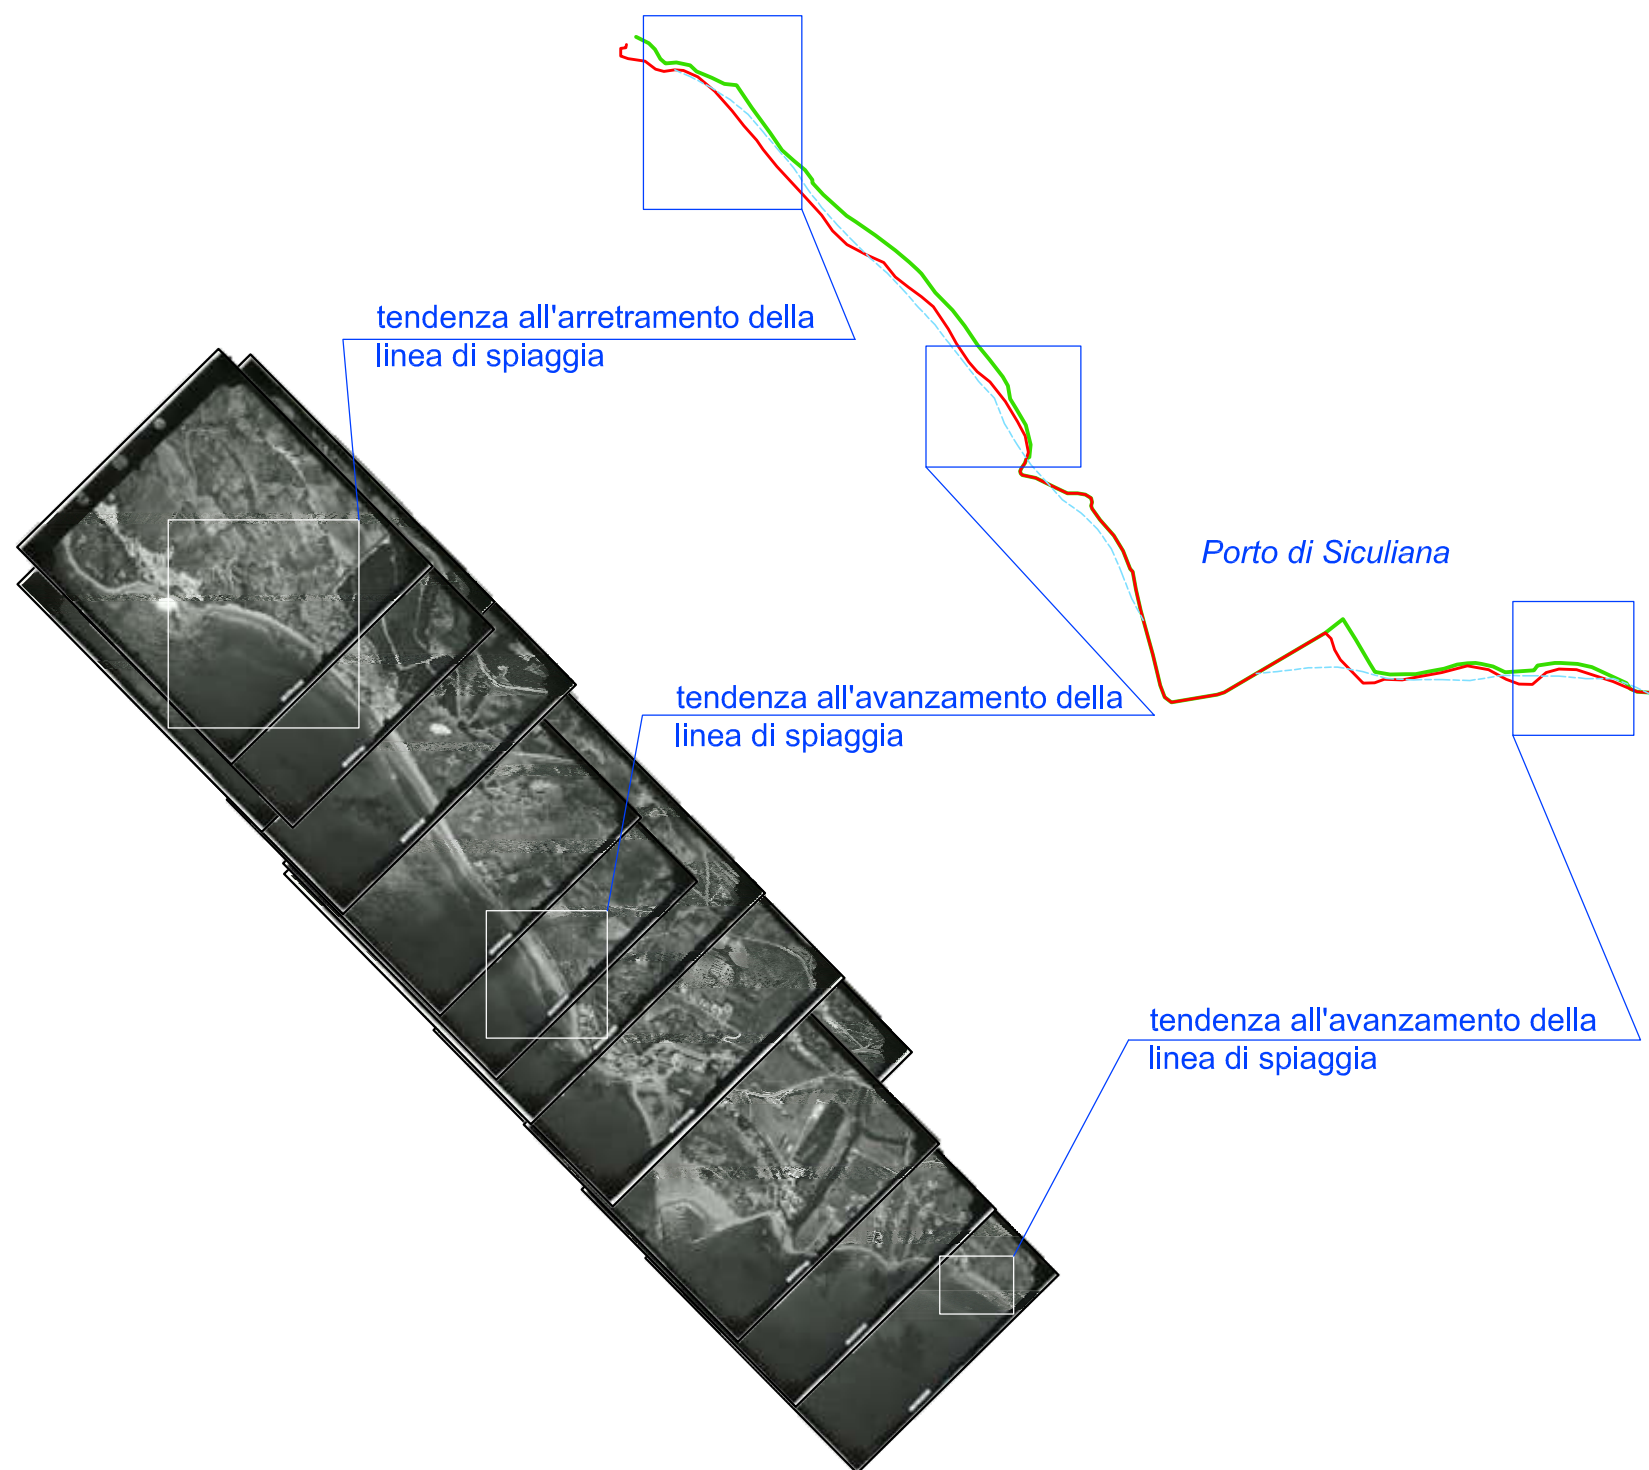 tendenza all'arretramento della
linea di spiaggia
Porto di Siculiana
tendenza all'avanzamento della
linea di spiaggia
tendenza all'avanzamento della
linea di spiaggia